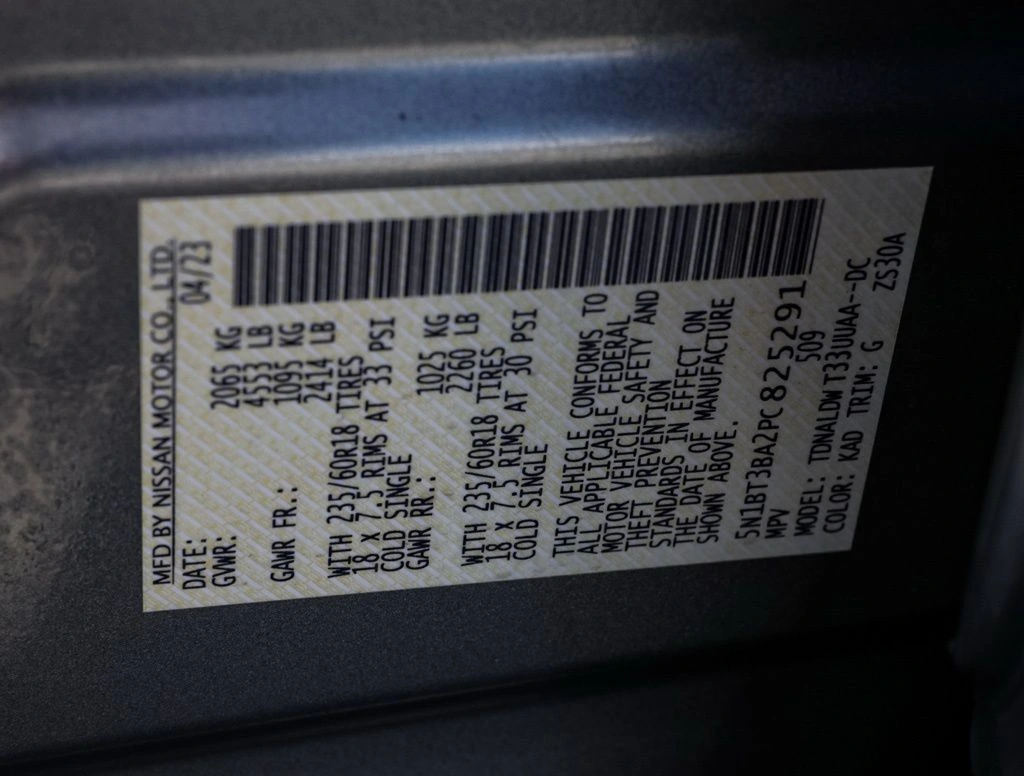 MFD BY NISSAN MOTOR CO., LTD.
DATE: 04/23
GVWR: 2065 KG
4553 LB
GAWR FR.: 1095 KG
2414 LB
WITH 235/60R18 TIRES
18 X 7.5 RIMS AT 33 PSI
COLD SINGLE
GAWR RR.: 1025 KG
2260 LB
WITH 235/60R18 TIRES
18 X 7.5 RIMS AT 30 PSI
COLD SINGLE
THIS VEHICLE CONFORMS TO
ALL APPLICABLE FEDERAL
MOTOR VEHICLE SAFETY AND
THEFT PREVENTION
STANDARDS IN EFFECT ON
THE DATE OF MANUFACTURE
SHOWN ABOVE.
5N1BT3BA2PC825291
MPV 509
MODEL: TDNALDWT33UUAA--DC
COLOR: KAD TRIM: G ZS30A